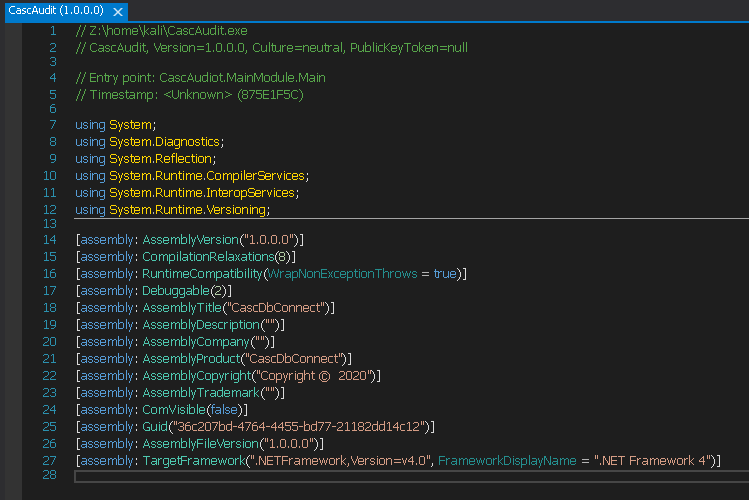 CascAudit (1.0.0.0) ×
1 // Z:\home\kali\CascAudit.exe
2 // CascAudit, Version=1.0.0.0, Culture=neutral, PublicKeyToken=null
3
4 // Entry point: CascAudiot.MainModule.Main
5 // Timestamp: <Unknown> (875E1F5C)
6
7 using System;
8 using System.Diagnostics;
9 using System.Reflection;
10 using System.Runtime.CompilerServices;
11 using System.Runtime.InteropServices;
12 using System.Runtime.Versioning;
13
14 [assembly: AssemblyVersion("1.0.0.0")]
15 [assembly: CompilationRelaxations(8)]
16 [assembly: RuntimeCompatibility(WrapNonExceptionThrows = true)]
17 [assembly: Debuggable(2)]
18 [assembly: AssemblyTitle("CascDbConnect")]
19 [assembly: AssemblyDescription("")]
20 [assembly: AssemblyCompany("")]
21 [assembly: AssemblyProduct("CascDbConnect")]
22 [assembly: AssemblyCopyright("Copyright ©  2020")]
23 [assembly: AssemblyTrademark("")]
24 [assembly: ComVisible(false)]
25 [assembly: Guid("36c207bd-4764-4455-bd77-21182dd14c12")]
26 [assembly: AssemblyFileVersion("1.0.0.0")]
27 [assembly: TargetFramework(".NETFramework,Version=v4.0", FrameworkDisplayName = ".NET Framework 4")]
28